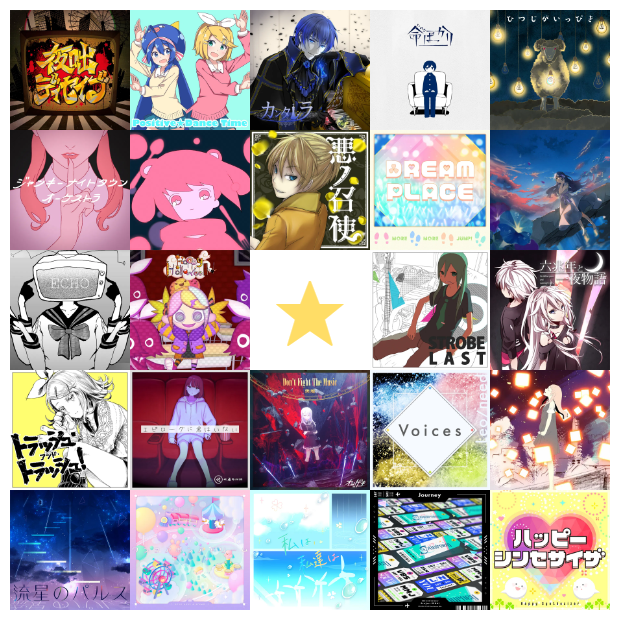 夜咄
ディセイブ
Positive☆Dance Time
カンタレラ
命ばっかり
ひつじがいっぴき
ジャンキーナイトタウン
オーケストラ
悪ノ召使
DREAM
PLACE
ECHO
Halloween
STROBE
LAST
六兆年と一
夜物語
トラッシュ
アンド
トラッシュ!
エピローグに君はいない
Don't Fight The Music
Voices
流星のパルス
私は、
私達は
Journey
ハッピー
シンセサイザ
Happy Synthesizer